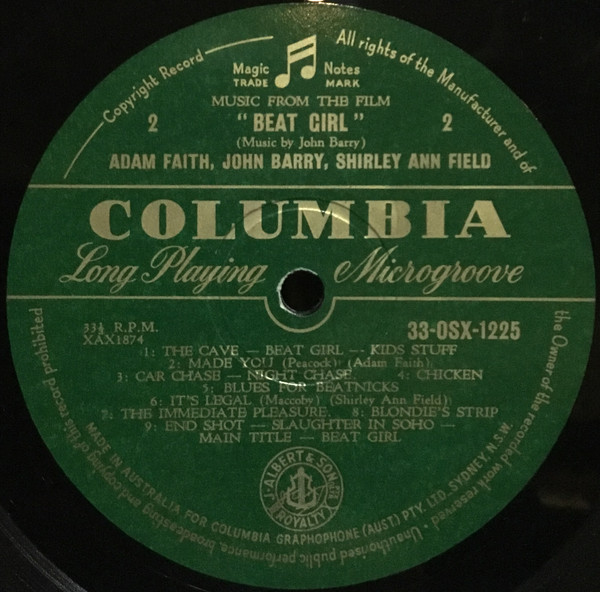 Copyright Record
All rights of the Manufacturer and of
Magic Notes
TRADE MARK
MUSIC FROM THE FILM
2 "BEAT GIRL" 2
(Music by John Barry)
ADAM FAITH, JOHN BARRY, SHIRLEY ANN FIELD
COLUMBIA
Long Playing Microgroove
33⅓ R.P.M.
XAX1874
33-OSX-1225
1: THE CAVE — BEAT GIRL — KIDS STUFF
2: MADE YOU (Peacock) (Adam Faith)
3: CAR CHASE — NIGHT CHASE 4: CHICKEN
5: BLUES FOR BEATNICKS
6: IT'S LEGAL (Maccoby) (Shirley Ann Field)
7: THE IMMEDIATE PLEASURE. 8: BLONDIE'S STRIP
9: END SHOT — SLAUGHTER IN SOHO —
MAIN TITLE — BEAT GIRL
J. ALBERT & SON PTY LTD
ROYALTY
MADE IN AUSTRALIA FOR COLUMBIA GRAPHOPHONE (AUST) PTY. LTD. SYDNEY, N.S.W.
the Owner of the recorded work reserved • Unauthorised public performance, broadcasting and copying of this record prohibited